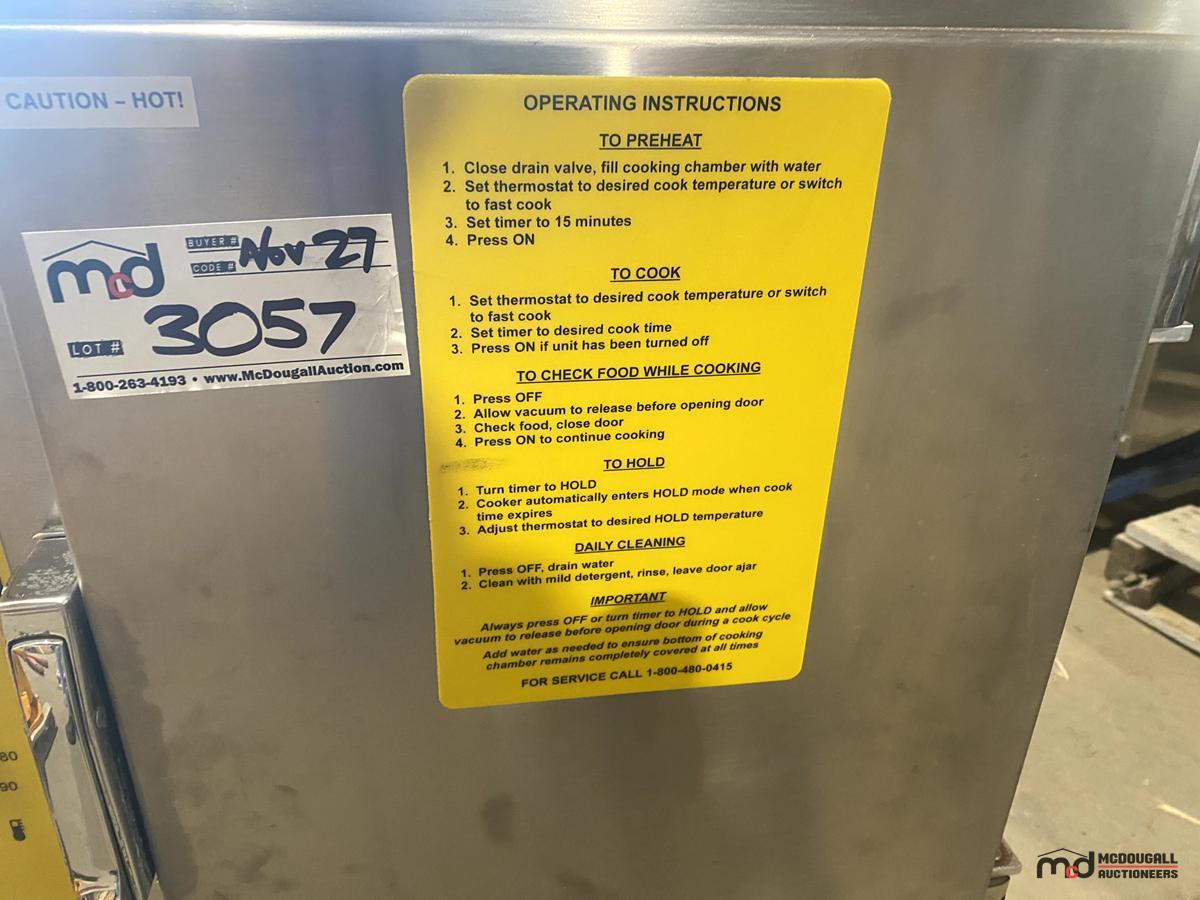 CAUTION – HOT!
mcd
BUYER #
Nov 27
CODE #
LOT #
3057
1-800-263-4193 • www.McDougallAuction.com
OPERATING INSTRUCTIONS
TO PREHEAT
1. Close drain valve, fill cooking chamber with water
2. Set thermostat to desired cook temperature or switch
to fast cook
3. Set timer to 15 minutes
4. Press ON
TO COOK
1. Set thermostat to desired cook temperature or switch
to fast cook
2. Set timer to desired cook time
3. Press ON if unit has been turned off
TO CHECK FOOD WHILE COOKING
1. Press OFF
2. Allow vacuum to release before opening door
3. Check food, close door
4. Press ON to continue cooking
TO HOLD
1. Turn timer to HOLD
2. Cooker automatically enters HOLD mode when cook
time expires
3. Adjust thermostat to desired HOLD temperature
DAILY CLEANING
1. Press OFF, drain water
2. Clean with mild detergent, rinse, leave door ajar
IMPORTANT
Always press OFF or turn timer to HOLD and allow
vacuum to release before opening door during a cook cycle
Add water as needed to ensure bottom of cooking
chamber remains completely covered at all times
FOR SERVICE CALL 1-800-480-0415
80
90
mcd
MCDOUGALL
AUCTIONEERS